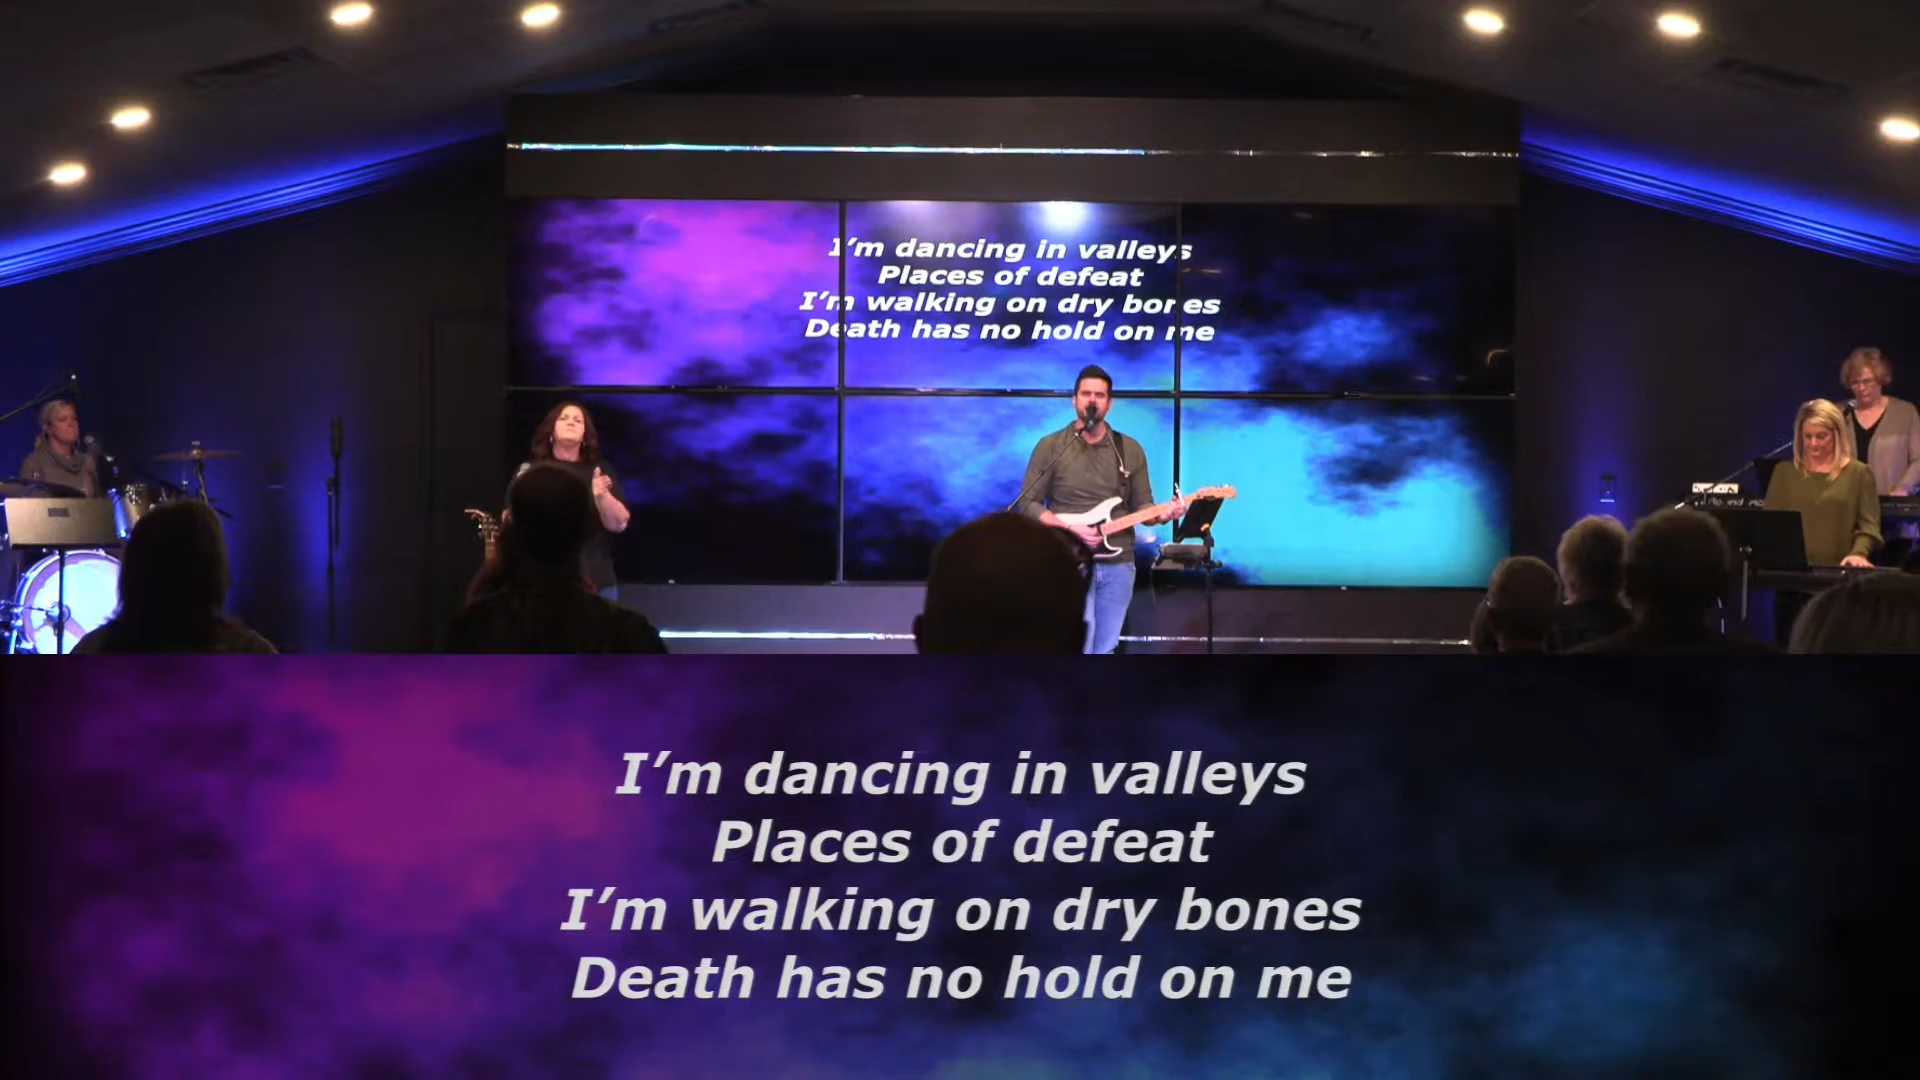 I’m dancing in valleys
Places of defeat
I’m walking on dry bones
Death has no hold on me
I’m dancing in valleys
Places of defeat
I’m walking on dry bones
Death has no hold on me